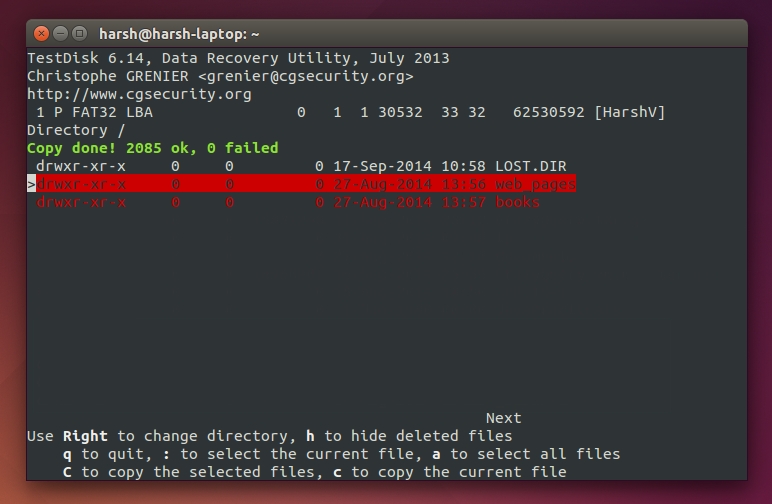 harsh@harsh-laptop: ~
TestDisk 6.14, Data Recovery Utility, July 2013
Christophe GRENIER <grenier@cgsecurity.org>
http://www.cgsecurity.org
 1 P FAT32 LBA                0   1  1 30532  33 32   62530592 [HarshV]
Directory /
Copy done! 2085 ok, 0 failed
 drwxr-xr-x     0     0         0 17-Sep-2014 10:58 LOST.DIR
>drwxr-xr-x     0     0         0 27-Aug-2014 13:56 web pages
 drwxr-xr-x     0     0         0 27-Aug-2014 13:57 books
Next
Use Right to change directory, h to hide deleted files
    q to quit, : to select the current file, a to select all files
    C to copy the selected files, c to copy the current file